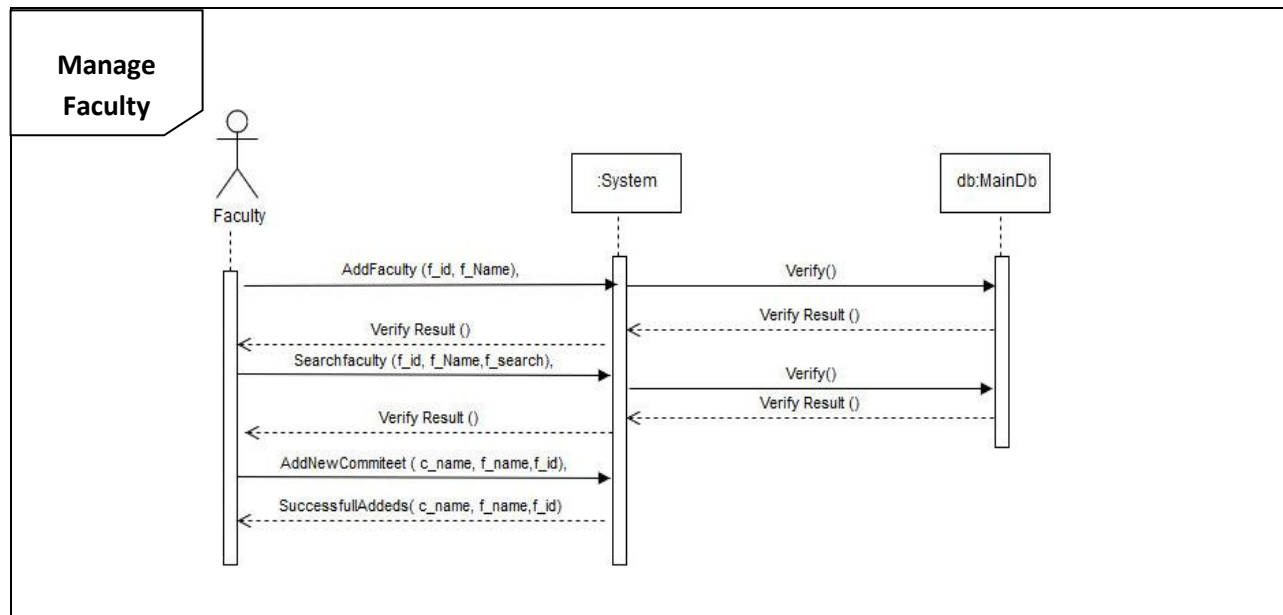 Manage
Faculty
Faculty
:System
db:MainDb
AddFaculty (f_id, f_Name),
Verify()
Verify Result ()
Verify Result ()
Searchfaculty (f_id, f_Name,f_search),
Verify()
Verify Result ()
Verify Result ()
AddNewCommiteet ( c_name, f_name,f_id),
SuccessfullAddeds( c_name, f_name,f_id)